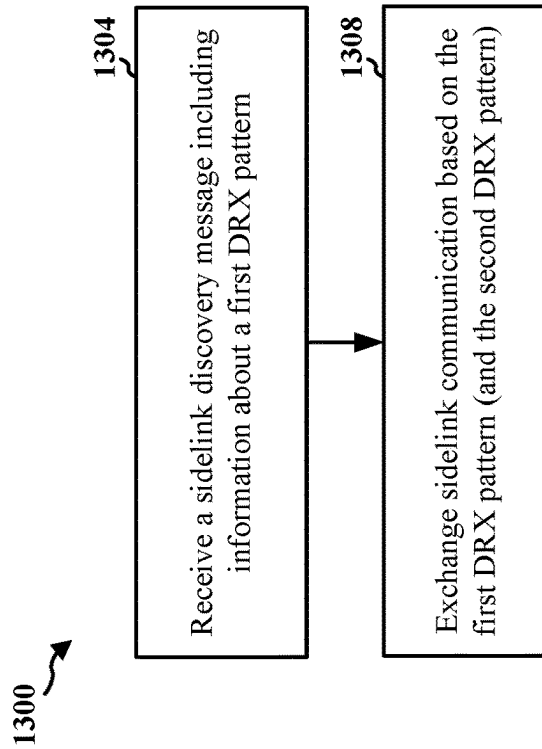 1300
1304
Receive a sidelink discovery message including
information about a first DRX pattern
1308
Exchange sidelink communication based on the
first DRX pattern (and the second DRX pattern)